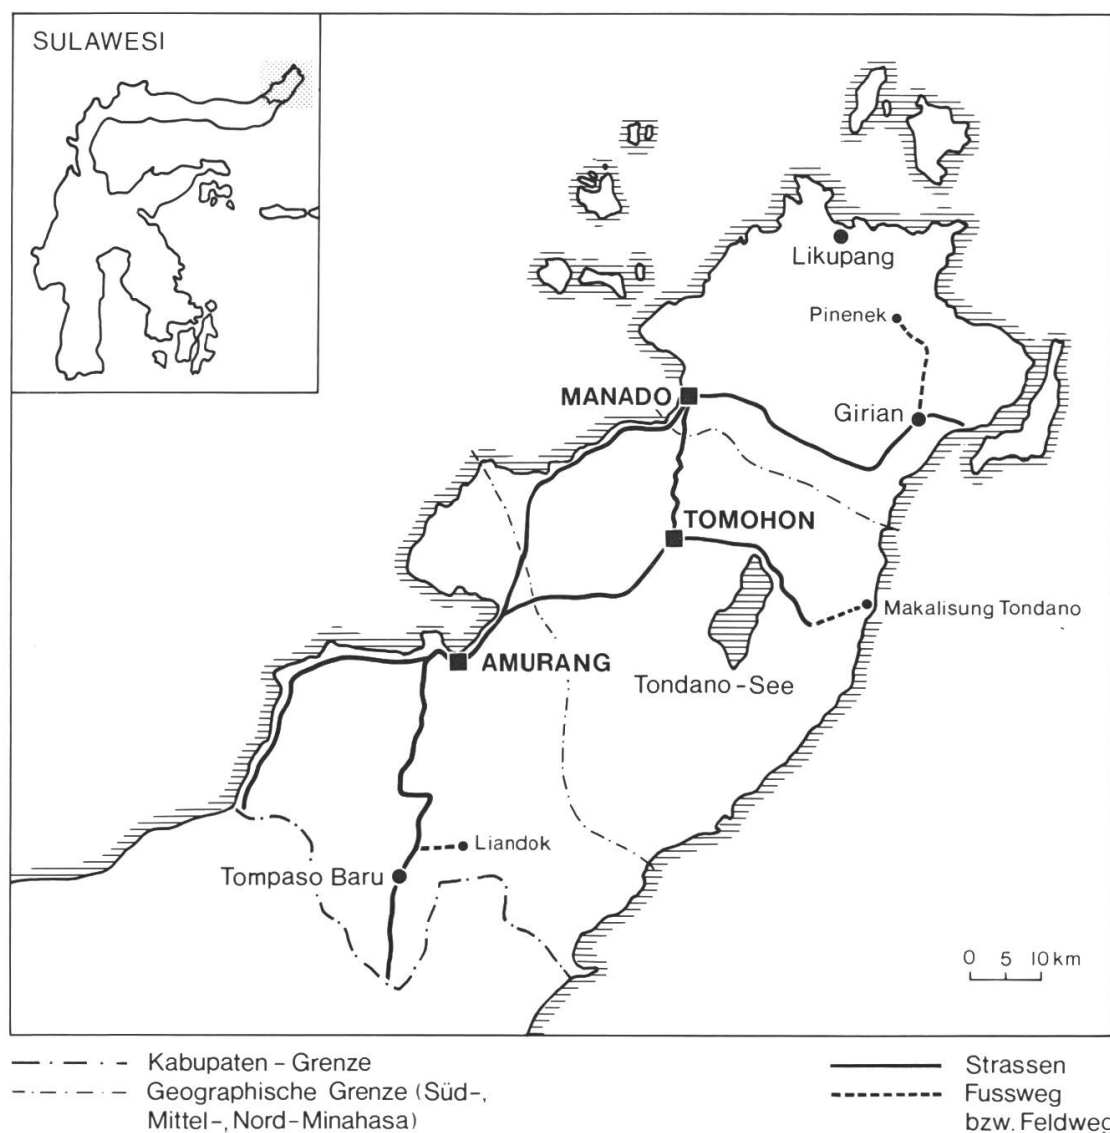 SULAWESI
Likupang
Pinenek
MANADO
Girian
TOMOHON
Makalisung Tondano
AMURANG
Tondano-See
Liandok
Tompaso Baru
0 5 10 km
Kabupaten-Grenze
Geographische Grenze (Süd-,
Mittel-, Nord-Minahasa)
Strassen
Fussweg
bzw. Feldweg